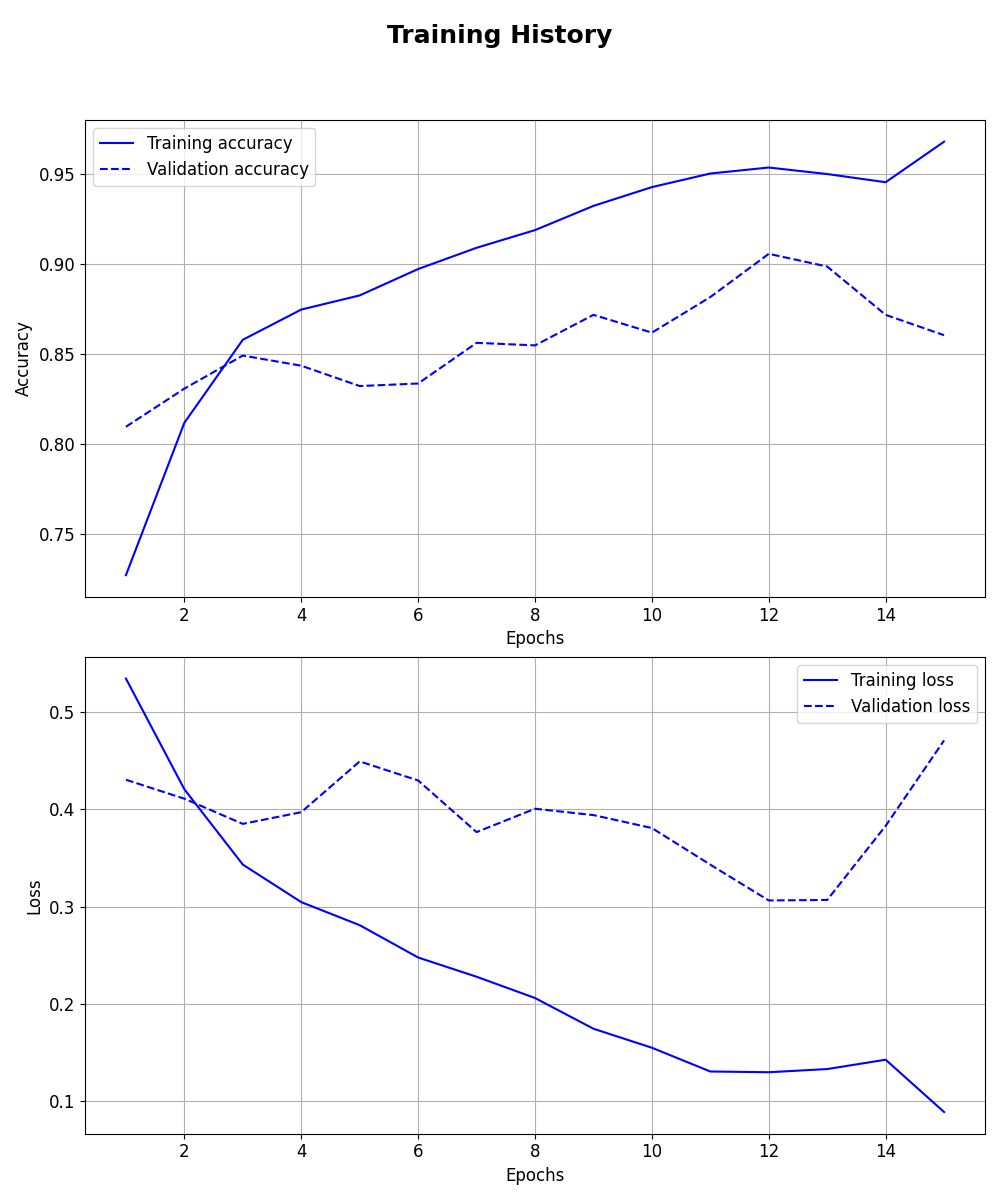 Training History
Training accuracy
Validation accuracy
0.95
0.90
0.85
0.80
0.75
Accuracy
2 4 6 8 10 12 14
Epochs
Training loss
Validation loss
0.5
0.4
0.3
0.2
0.1
Loss
2 4 6 8 10 12 14
Epochs